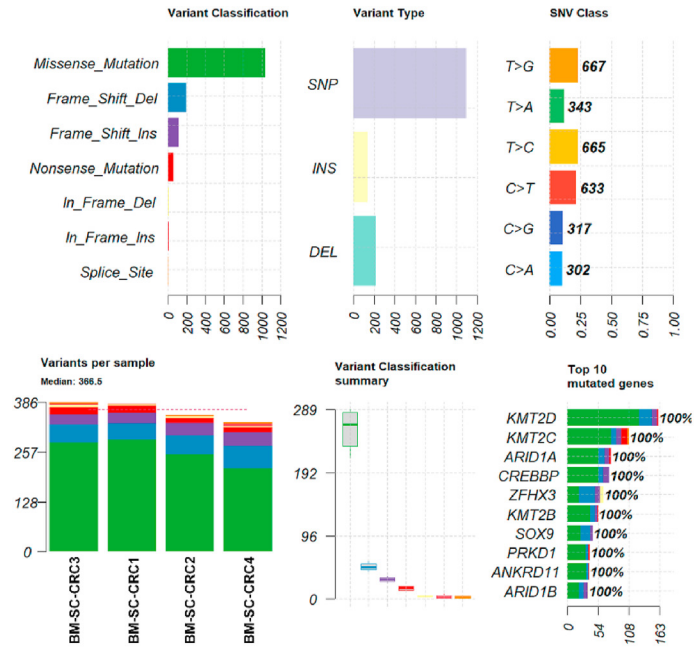 Variant Classification
Missense_Mutation
Frame_Shift_Del
Frame_Shift_Ins
Nonsense_Mutation
In_Frame_Del
In_Frame_Ins
Splice_Site
0
200
400
600
800
1000
1200
Variant Type
SNP
INS
DEL
0
200
400
600
800
1000
1200
SNV Class
T>G 667
T>A 343
T>C 665
C>T 633
C>G 317
C>A 302
0.00
0.25
0.50
0.75
1.00
Variants per sample
Median: 366.5
386
257
128
0
BM-SC-CRC3
BM-SC-CRC1
BM-SC-CRC2
BM-SC-CRC4
Variant Classification
summary
289
192
96
0
Top 10
mutated genes
KMT2D 100%
KMT2C 100%
ARID1A 100%
CREBBP 100%
ZFHX3 100%
KMT2B 100%
SOX9 100%
PRKD1 100%
ANKRD11 100%
ARID1B 100%
0
54
108
163